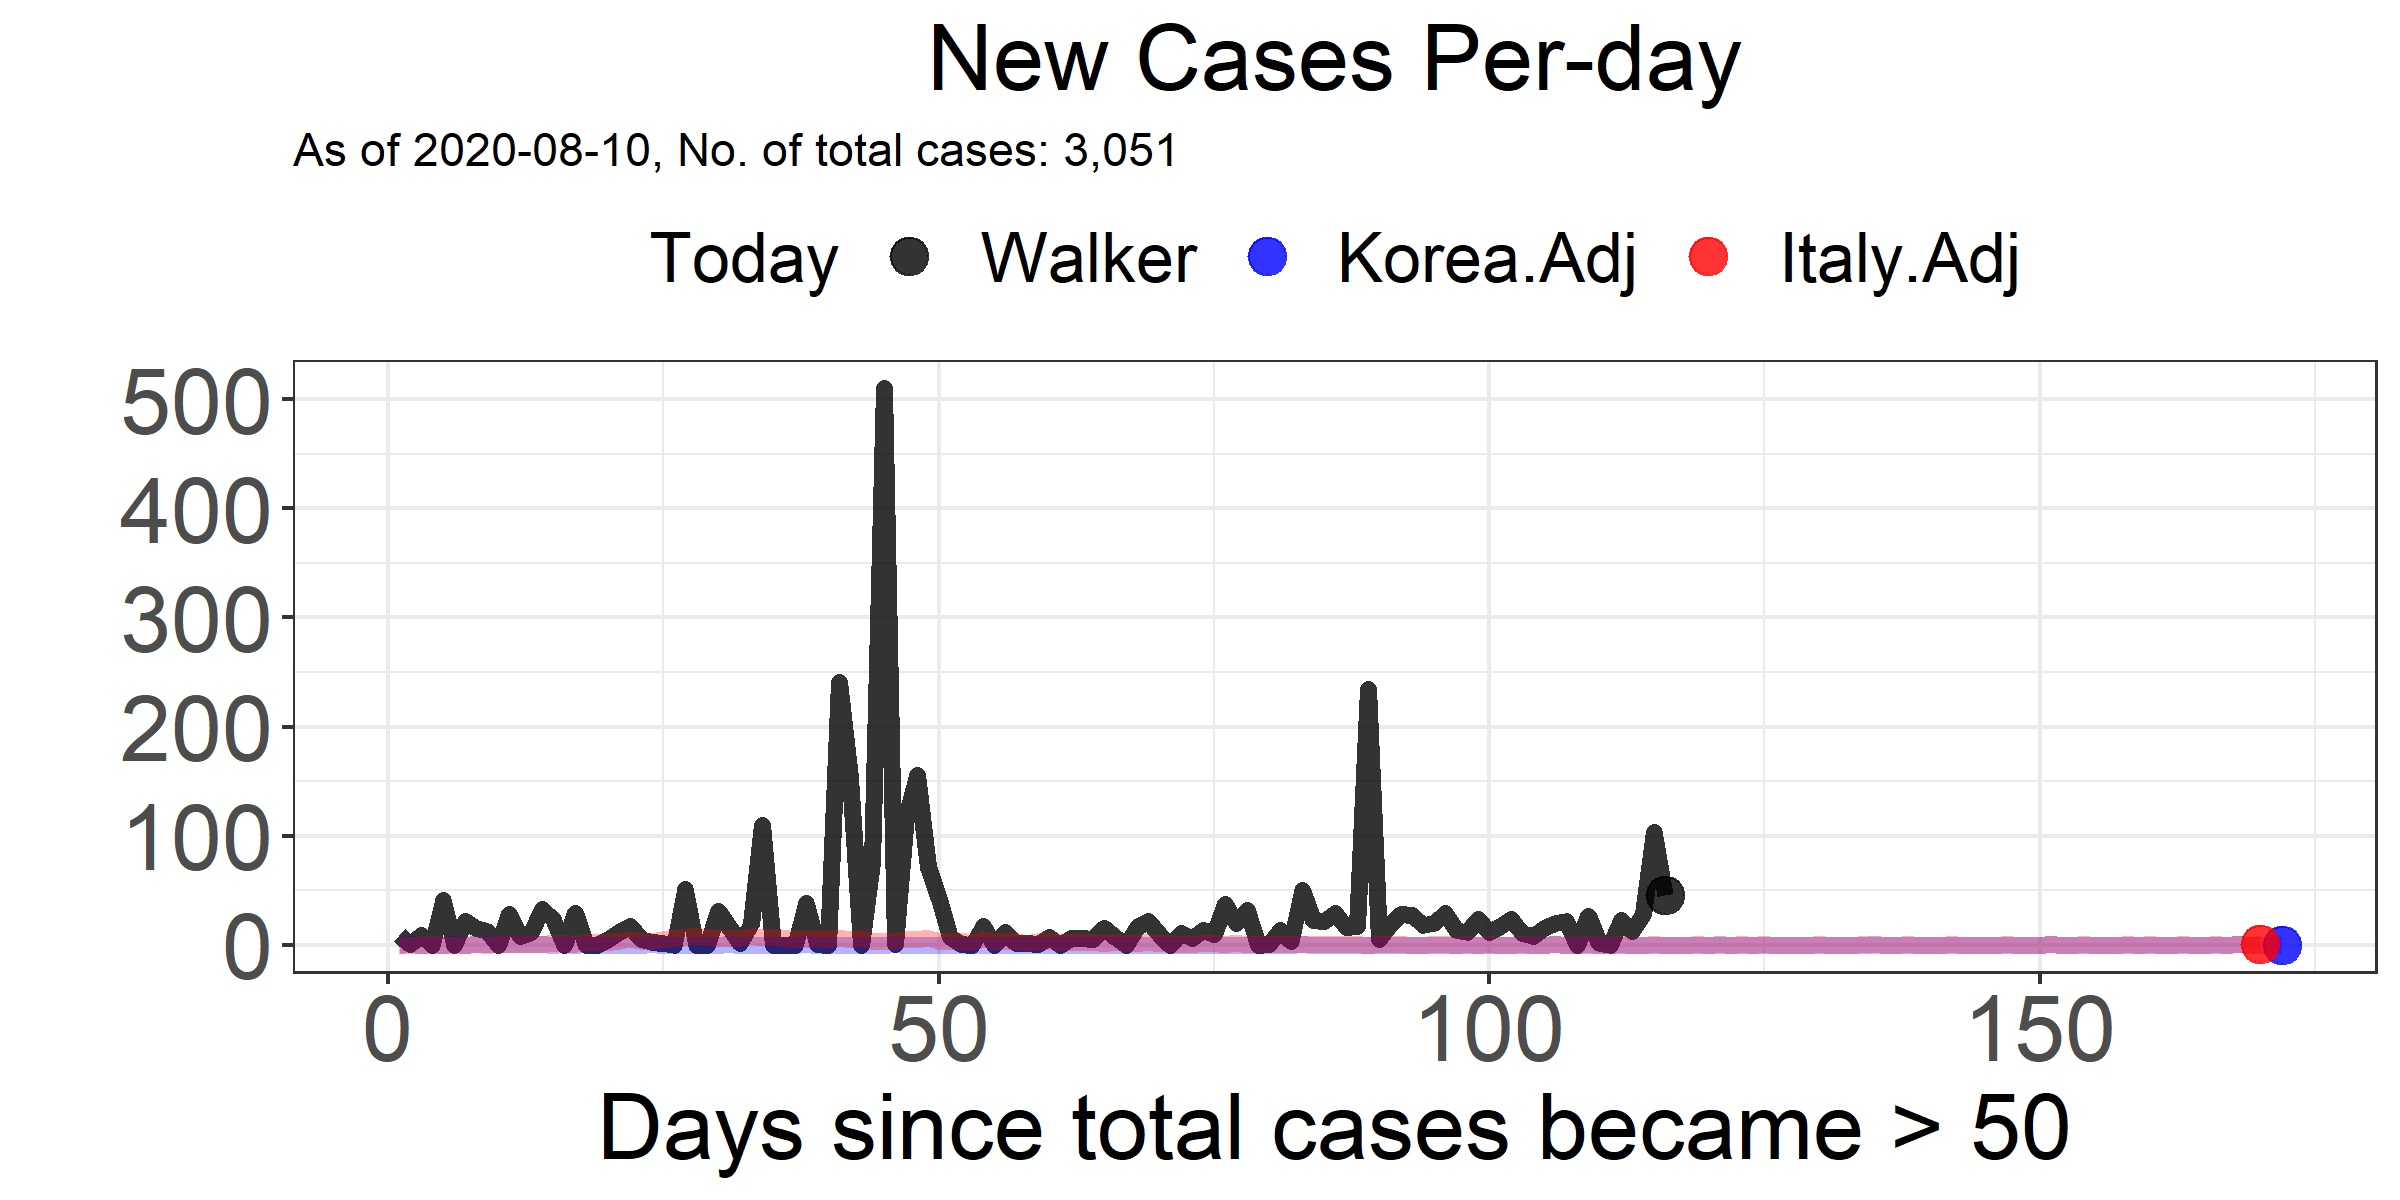 New Cases Per-day
As of 2020-08-10, No. of total cases: 3,051
Today Walker Korea.Adj Italy.Adj
500
400
300
200
100
0
0 50 100 150
Days since total cases became > 50